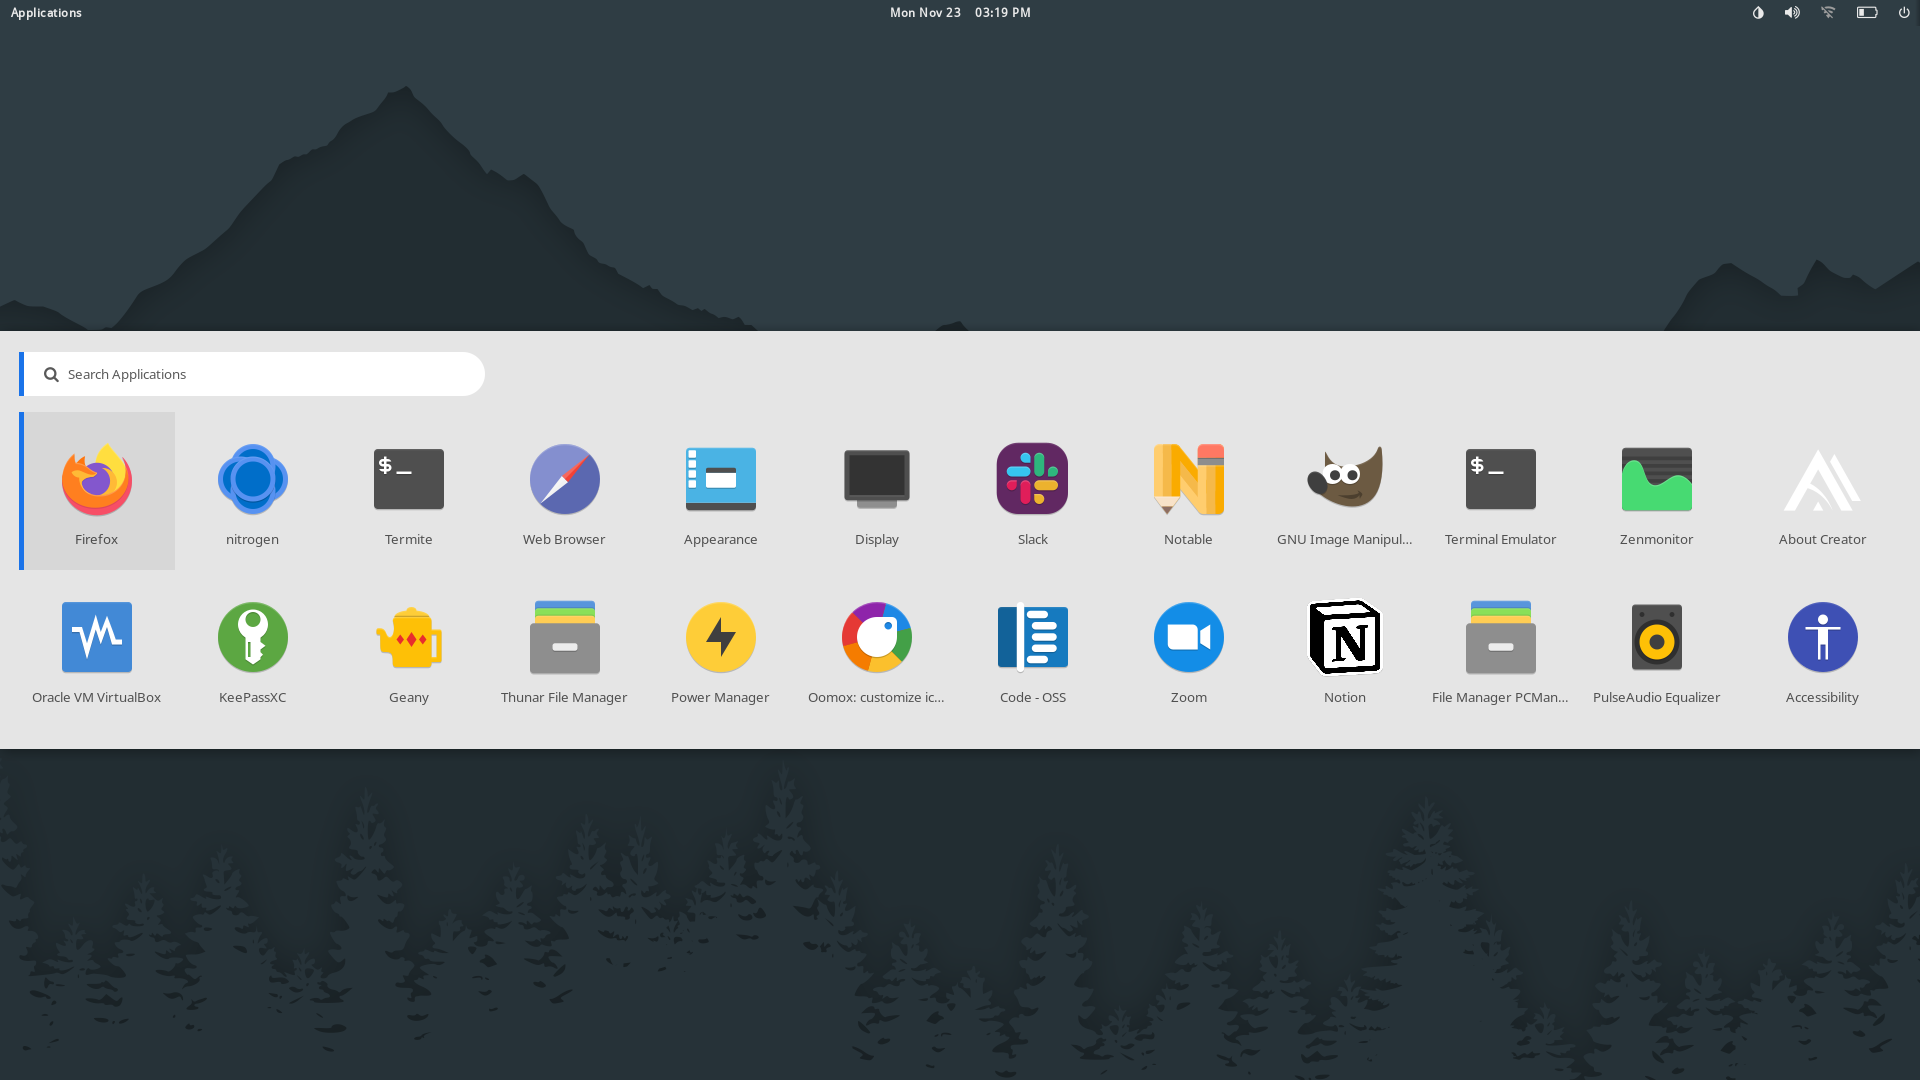 Applications
Mon Nov 23 03:19 PM
Search Applications
$_
$_
Firefox
nitrogen
Termite
Web Browser
Appearance
Display
Slack
Notable
GNU Image Manipul...
Terminal Emulator
Zenmonitor
About Creator
N
Oracle VM VirtualBox
KeePassXC
Geany
Thunar File Manager
Power Manager
Oomox: customize ic...
Code - OSS
Zoom
Notion
File Manager PCMan...
PulseAudio Equalizer
Accessibility